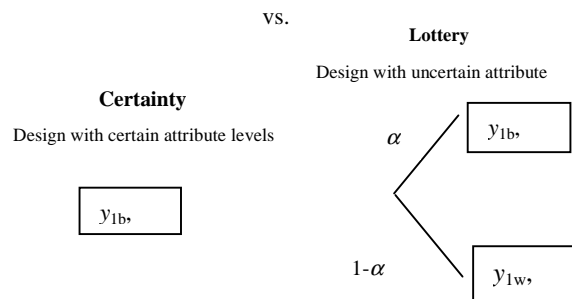 vs.
Lottery
Design with uncertain attribute
Certainty
Design with certain attribute levels
α
y1b,
y1b,
1-α
y1w,